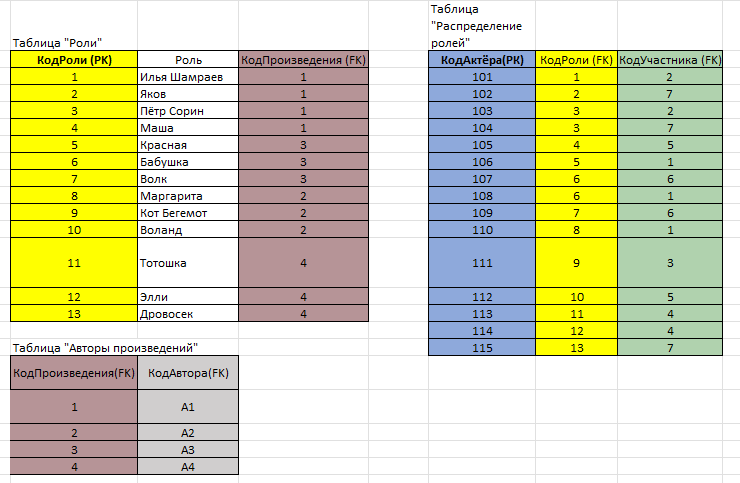 Таблица "Роли"
КодРоли (PK) Роль КодПроизведения (FK)
1 Илья Шамраев 1
2 Яков 1
3 Пётр Сорин 1
4 Маша 1
5 Красная 3
6 Бабушка 3
7 Волк 3
8 Маргарита 2
9 Кот Бегемот 2
10 Воланд 2
11 Тотошка 4
12 Элли 4
13 Дровосек 4
Таблица "Авторы произведений"
КодПроизведения(FK) КодАвтора(FK)
1 А1
2 А2
3 А3
4 А4
Таблица
"Распределение
ролей"
КодАктёра(PK) КодРоли (FK) КодУчастника (FK)
101 1 2
102 2 7
103 3 2
104 3 7
105 4 5
106 5 1
107 6 6
108 6 1
109 7 6
110 8 1
111 9 3
112 10 5
113 11 4
114 12 4
115 13 7